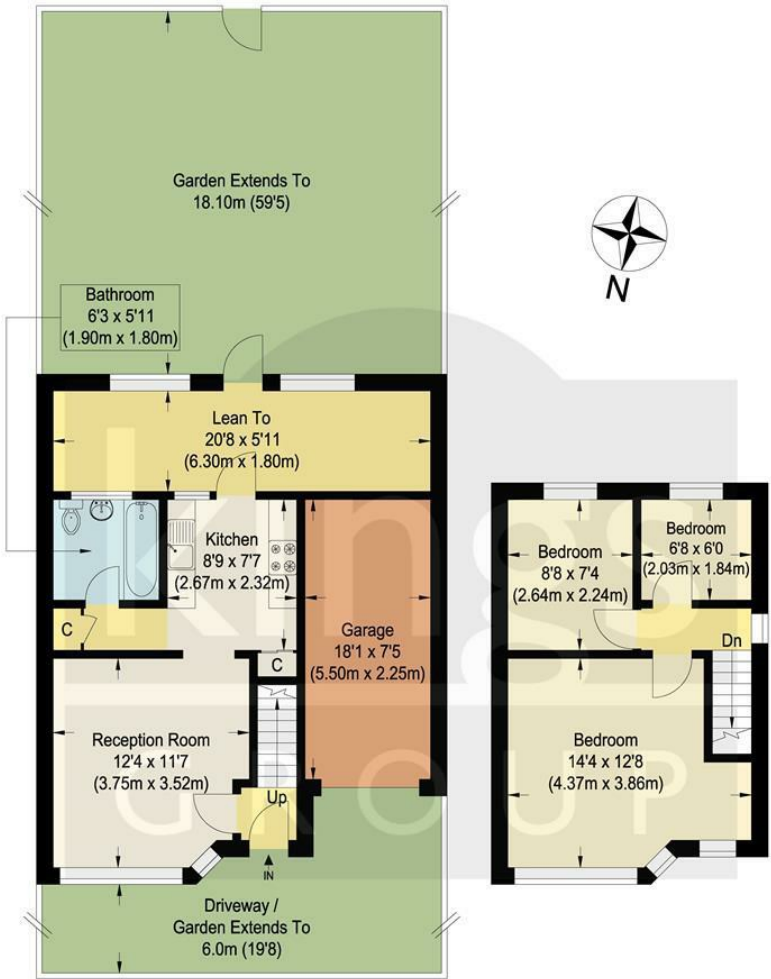 Garden Extends To
18.10m (59'5)
N
Bathroom
6'3 x 5'11
(1.90m x 1.80m)
Lean To
20'8 x 5'11
(6.30m x 1.80m)
Kitchen
8'9 x 7'7
(2.67m x 2.32m)
C
C
Garage
18'1 x 7'5
(5.50m x 2.25m)
Reception Room
12'4 x 11'7
(3.75m x 3.52m)
Up
IN
Driveway /
Garden Extends To
6.0m (19'8)
Bedroom
8'8 x 7'4
(2.64m x 2.24m)
Bedroom
6'8 x 6'0
(2.03m x 1.84m)
Dn
Bedroom
14'4 x 12'8
(4.37m x 3.86m)
kings
GROUP